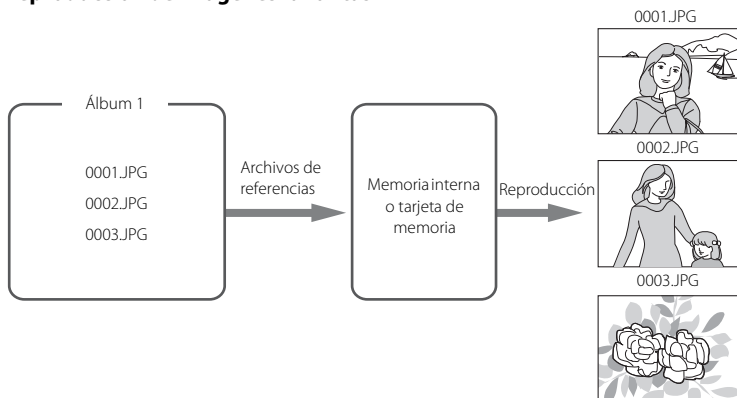 0001.JPG
Álbum 1
0001.JPG
0002.JPG
0003.JPG
Archivos de
referencias
Memoria interna
o tarjeta de
memoria
Reproducción
0002.JPG
0003.JPG